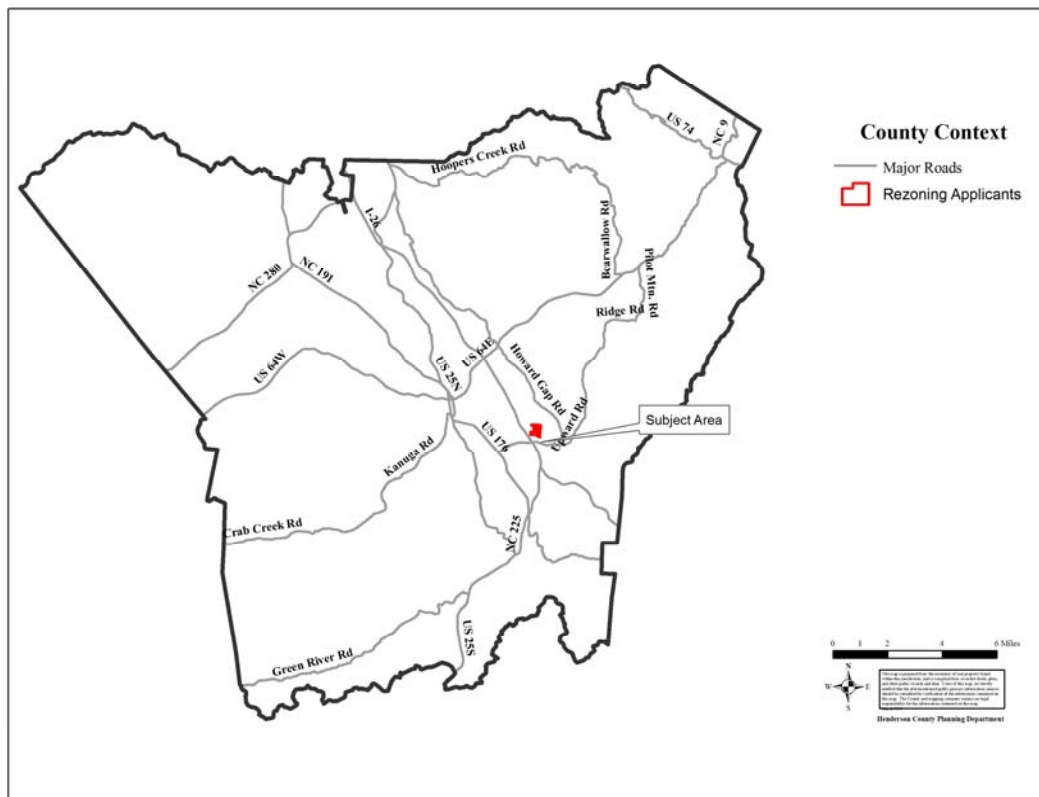 US 74
NC 9
County Context
Major Roads
Rezoning Applicants
Hoopers Creek Rd
I-26
Bearwallow Rd
Pilot Mtn. Rd
NC 280
NC 191
Ridge Rd
US 64W
US 25N
US 64E
Howard Gap Rd
Upward Rd
Subject Area
US 176
Kanuga Rd
Crab Creek Rd
NC 225
Green River Rd
US 25S
0 2 4 6 Miles
N
W E
S
Henderson County Planning Department